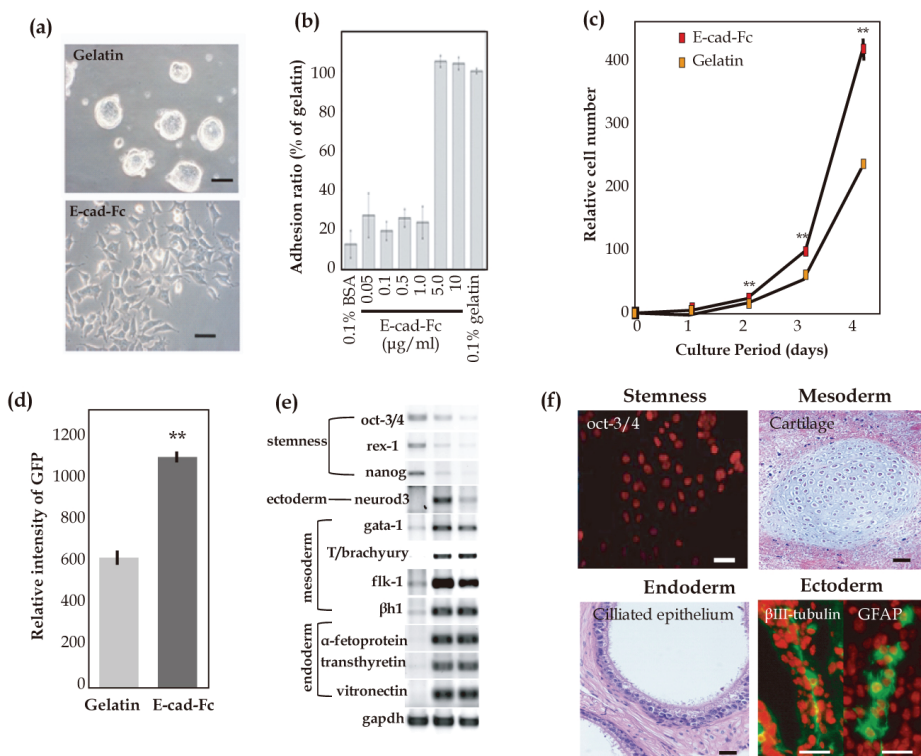 (a)
Gelatin
E-cad-Fc
(b)
Adhesion ratio (% of gelatin)
100
80
60
40
20
0
0.1% BSA
0.05
0.1
0.5
1.0
5.0
10
0.1% gelatin
E-cad-Fc
(µg/ml)
(c)
Relative cell number
400
300
200
100
0
E-cad-Fc
Gelatin
**
**
**
0 1 2 3 4
Culture Period (days)
(d)
Relative intensity of GFP
1200
1000
800
600
400
200
0
**
Gelatin E-cad-Fc
(e)
stemness
oct-3/4
rex-1
nanog
ectoderm
neurod3
mesoderm
gata-1
T/brachyury
flk-1
βh1
endoderm
α-fetoprotein
transthyretin
vitronectin
gapdh
(f)
Stemness
oct-3/4
Mesoderm
Cartilage
Endoderm
Cilliated epithelium
Ectoderm
βIII-tubulin GFAP